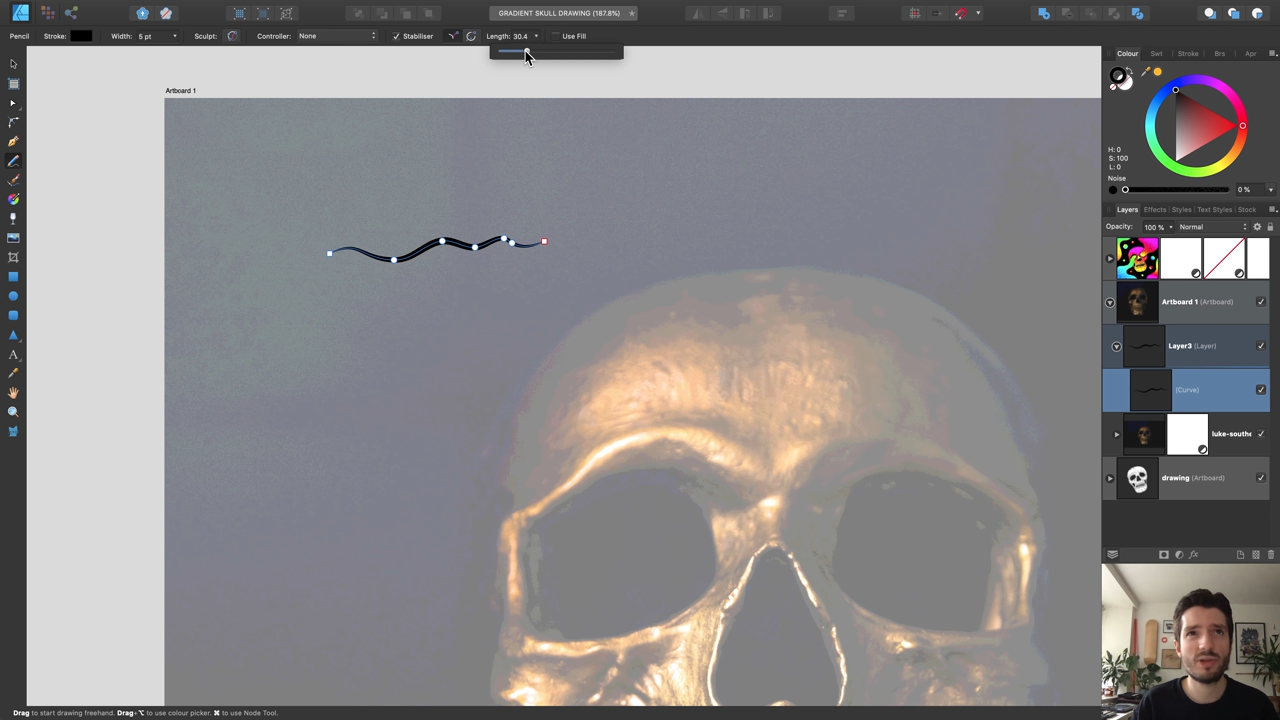 GRADIENT SKULL DRAWING (187.8%)
Pencil Stroke: Width: 5 pt Sculpt: Controller: None Stabiliser Length: 30.4 Use Fill
Colour Swt Stroke Brs Apr
Artboard 1
H: 0
S: 100
L: 0
Noise
0 %
Layers Effects Styles Text Styles Stock
Opacity: 100 % Normal
Artboard 1 (Artboard)
Layer3 (Layer)
(Curve)
luke-southe
drawing (Artboard)
fx
Drag to start drawing freehand. Drag+⌥ to use colour picker. ⌘ to use Node Tool.